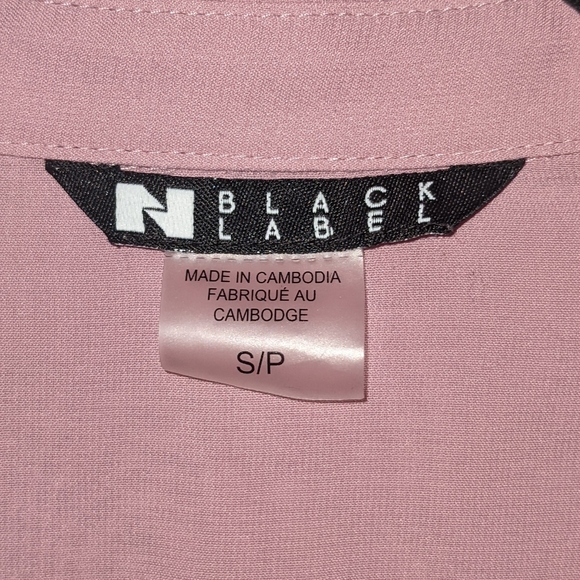 N BLACK
LABEL
MADE IN CAMBODIA
FABRIQUÉ AU
CAMBODGE
S/P